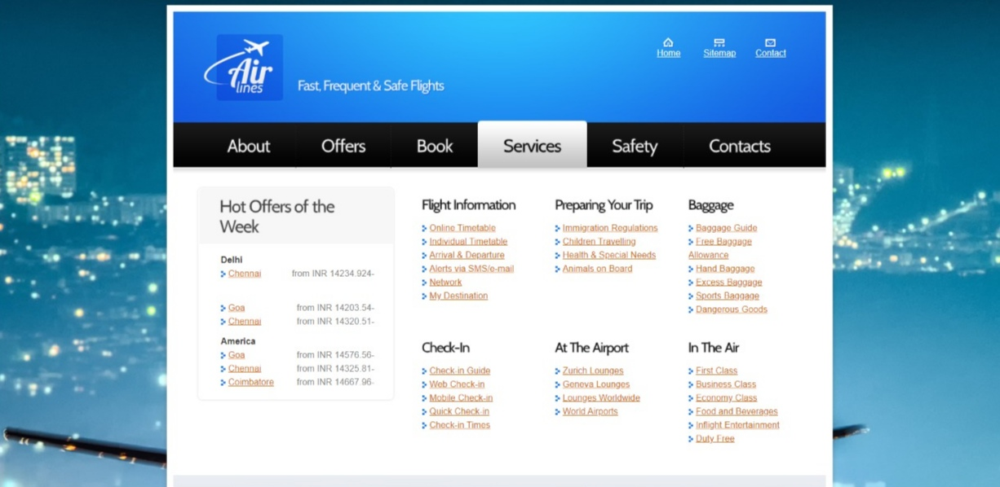 Air
lines
Fast, Frequent & Safe Flights
Home
Sitemap
Contact
About
Offers
Book
Services
Safety
Contacts
Hot Offers of the
Week
Delhi
Chennai from INR 14234.924-
Goa from INR 14203.54-
Chennai from INR 14320.51-
America
Goa from INR 14576.56-
Chennai from INR 14325.81-
Coimbatore from INR 14667.96-
Flight Information
Online Timetable
Individual Timetable
Arrival & Departure
Alerts via SMS/e-mail
Network
My Destination
Preparing Your Trip
Immigration Regulations
Children Travelling
Health & Special Needs
Animals on Board
Baggage
Baggage Guide
Free Baggage
Allowance
Hand Baggage
Excess Baggage
Sports Baggage
Dangerous Goods
Check-In
Check-in Guide
Web Check-in
Mobile Check-in
Quick Check-in
Check-in Times
At The Airport
Zurich Lounges
Geneva Lounges
Lounges Worldwide
World Airports
In The Air
First Class
Business Class
Economy Class
Food and Beverages
Inflight Entertainment
Duty Free